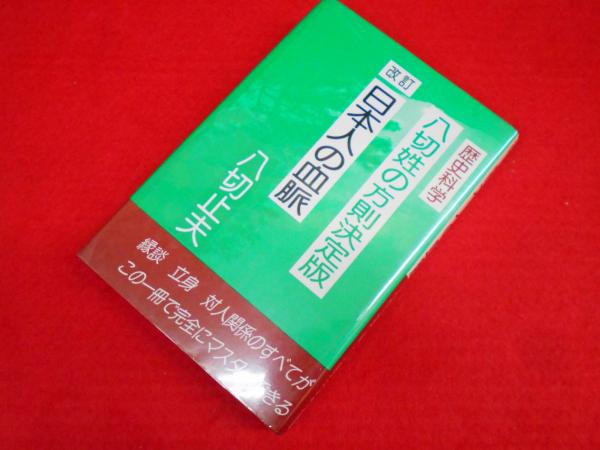 歴史科学
八切姓の方則決定版
改訂
日本人の血脈
八切止夫
縁談 立身 対人関係のすべてが
この一冊で完全にマスターできる